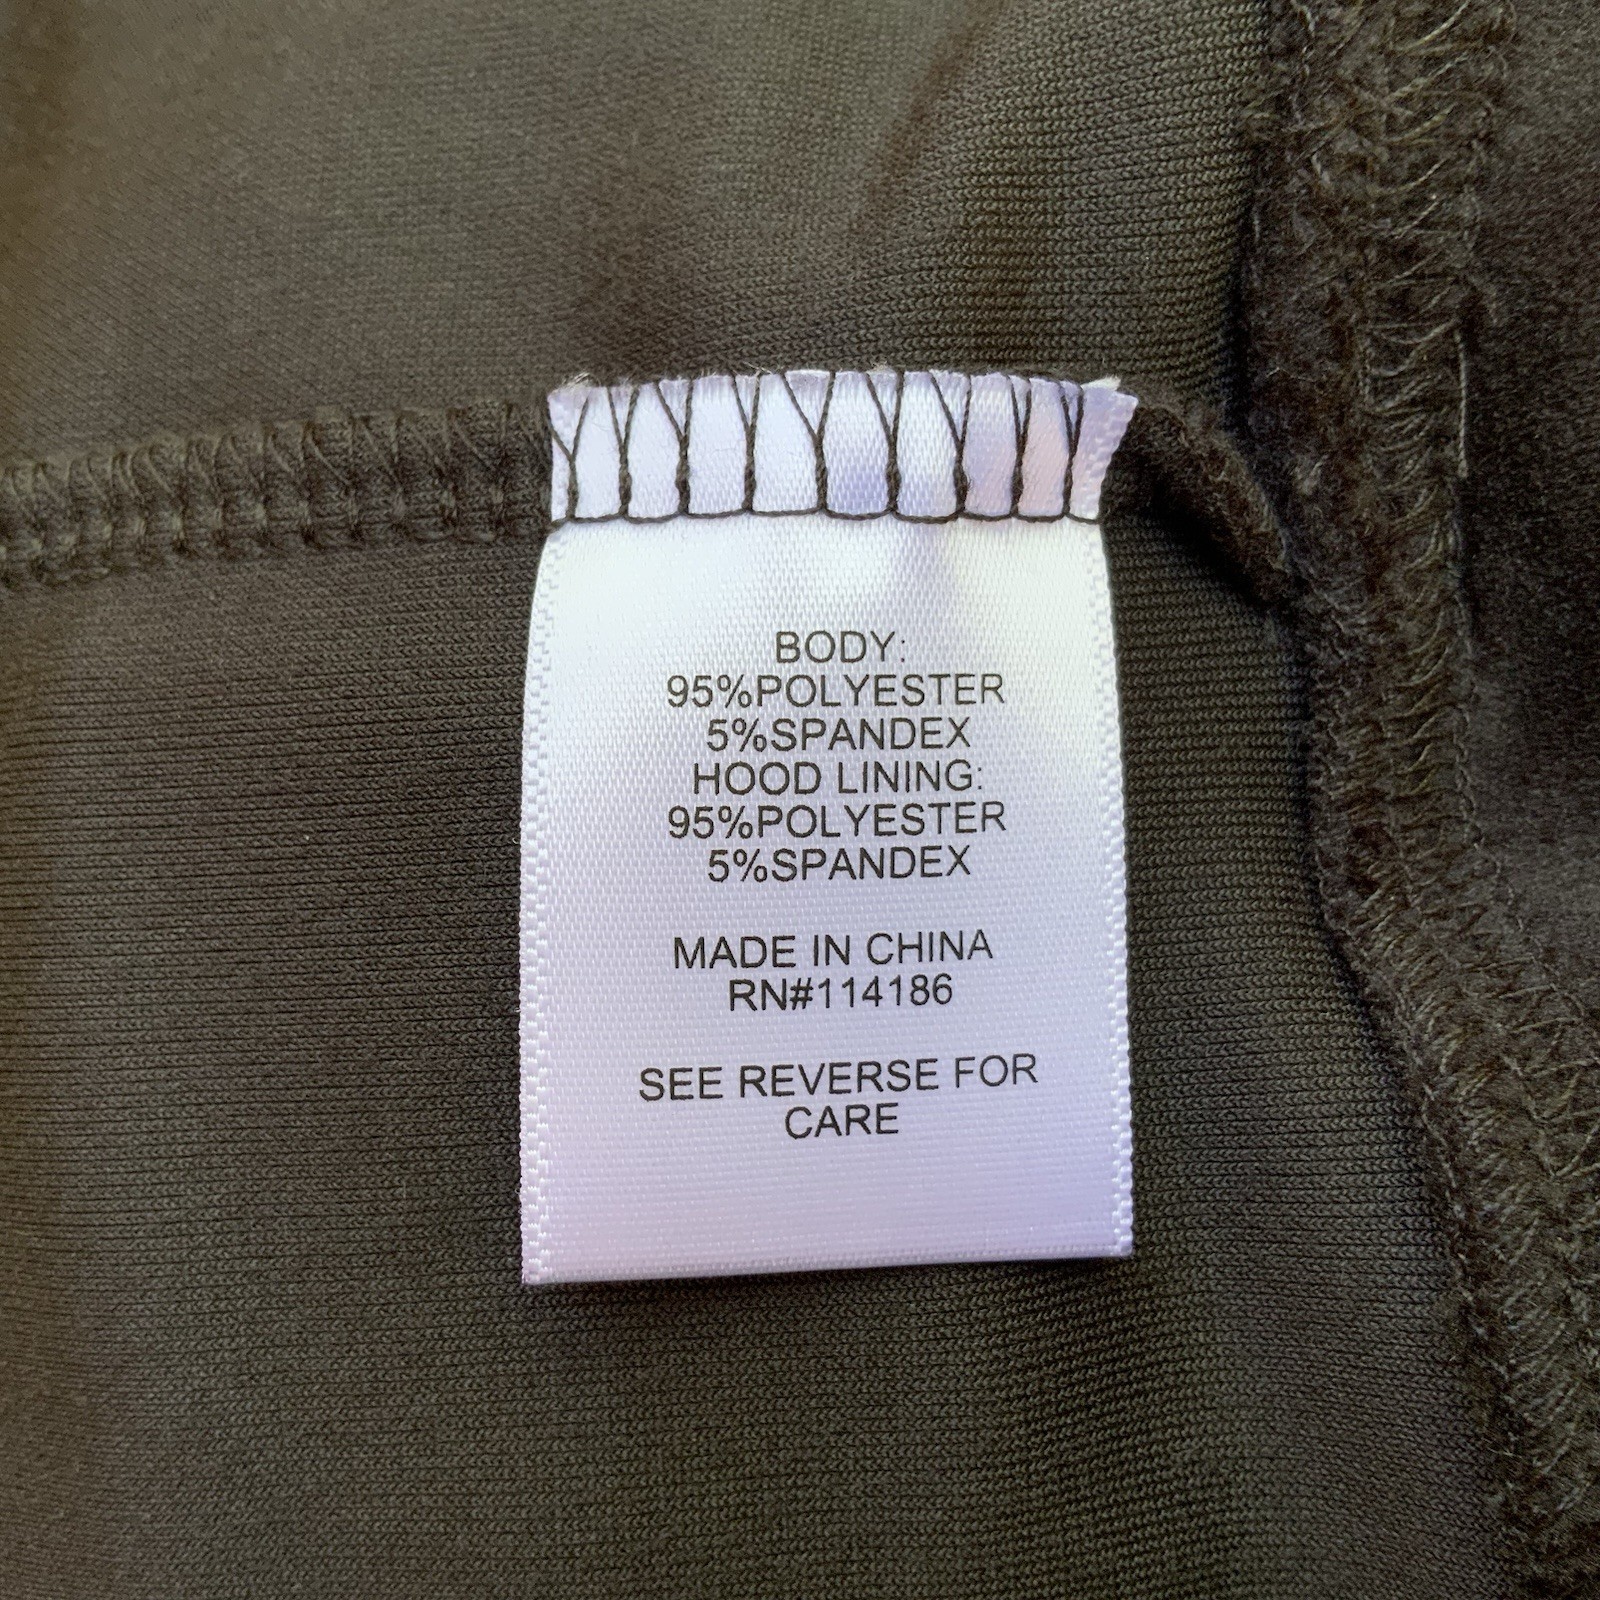 BODY:
95%POLYESTER
5%SPANDEX
HOOD LINING:
95%POLYESTER
5%SPANDEX
MADE IN CHINA
RN#114186
SEE REVERSE FOR
CARE